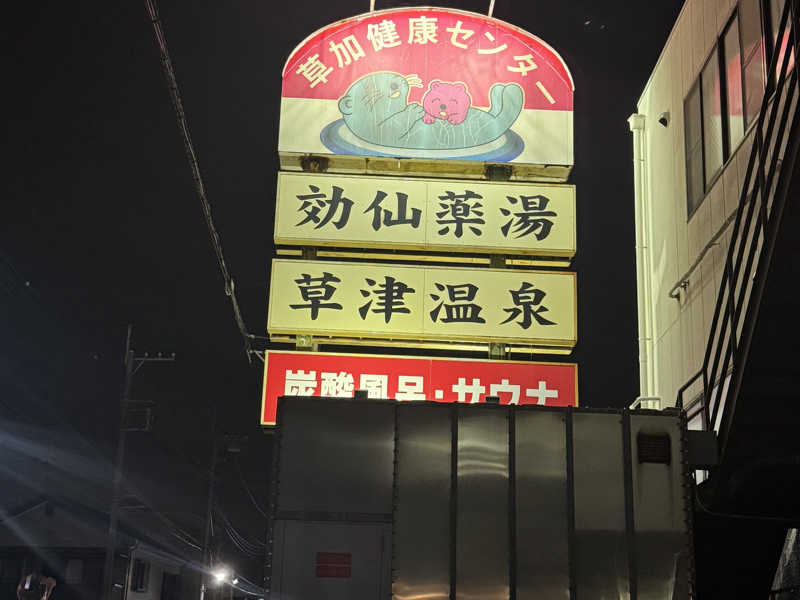 草加健康センター
効仙薬湯
草津温泉
炭酸風呂・サウナ